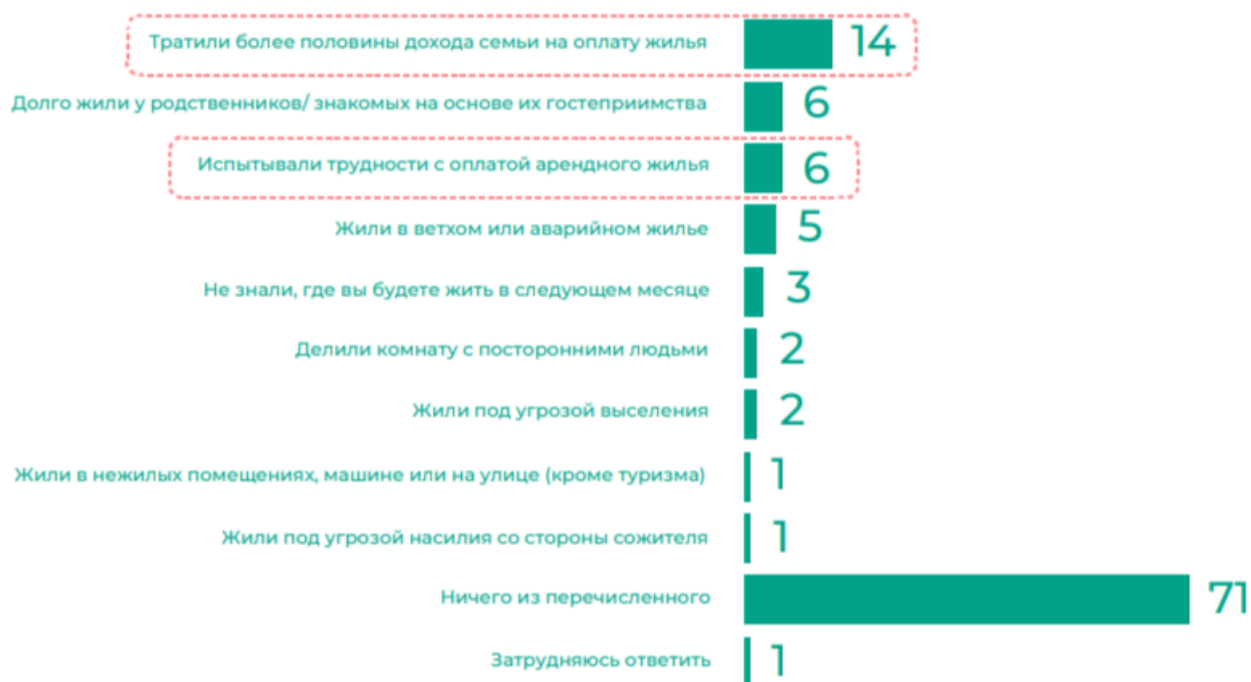 Тратили более половины дохода семьи на оплату жилья 14
Долго жили у родственников/ знакомых на основе их гостеприимства 6
Испытывали трудности с оплатой арендного жилья 6
Жили в ветхом или аварийном жилье 5
Не знали, где вы будете жить в следующем месяце 3
Делили комнату с посторонними людьми 2
Жили под угрозой выселения 2
Жили в нежилых помещениях, машине или на улице (кроме туризма) 1
Жили под угрозой насилия со стороны сожителя 1
Ничего из перечисленного 71
Затрудняюсь ответить 1